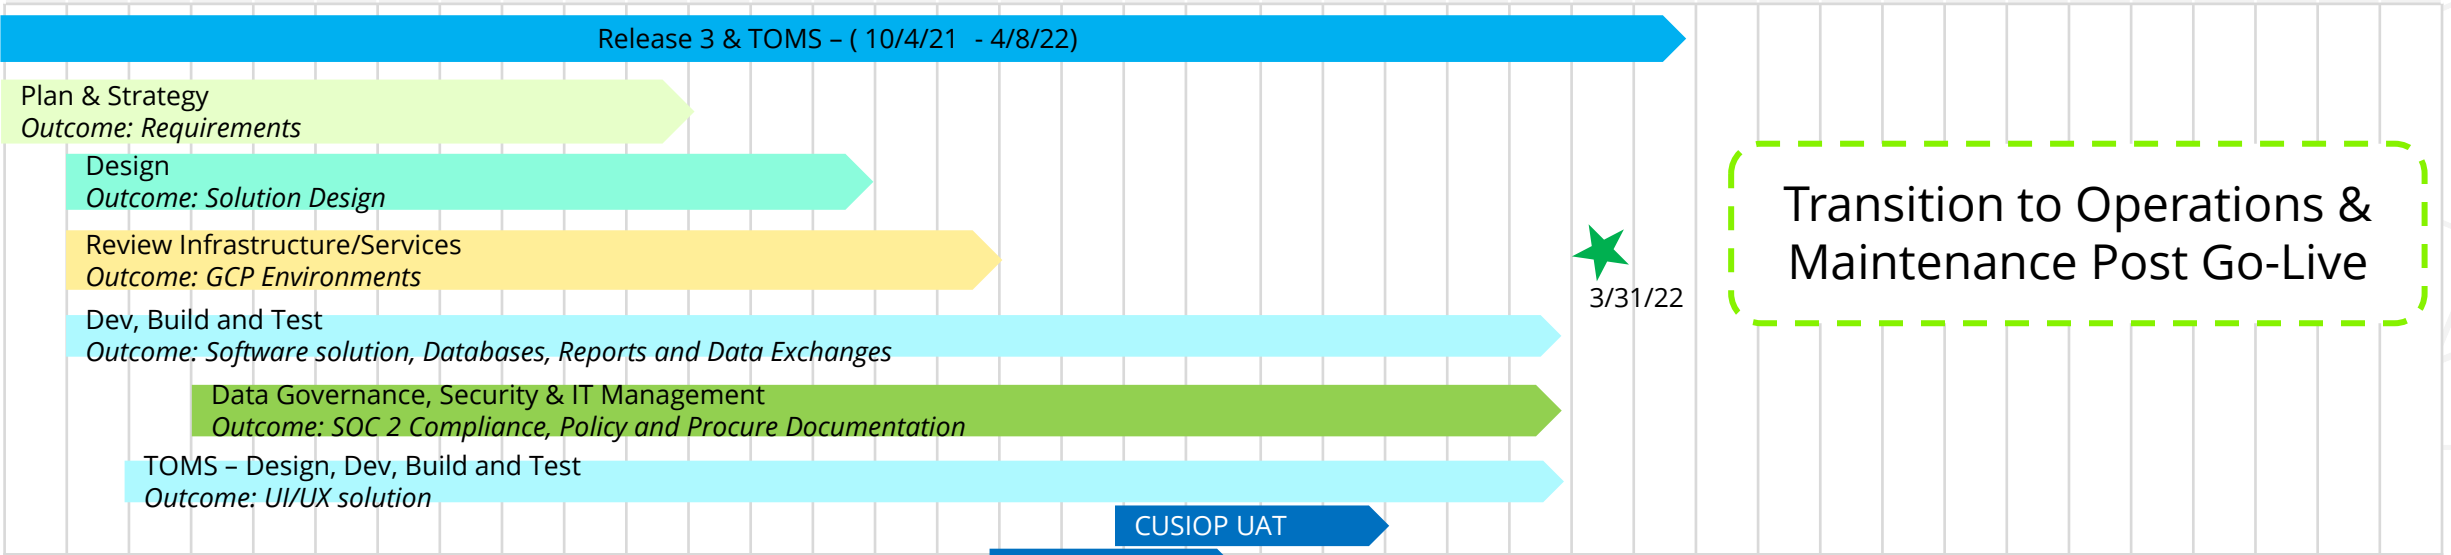 Release 3 & TOMS – ( 10/4/21 - 4/8/22)
Plan & Strategy
Outcome: Requirements
Design
Outcome: Solution Design
Review Infrastructure/Services
Outcome: GCP Environments
3/31/22
Transition to Operations &
Maintenance Post Go-Live
Dev, Build and Test
Outcome: Software solution, Databases, Reports and Data Exchanges
Data Governance, Security & IT Management
Outcome: SOC 2 Compliance, Policy and Procure Documentation
TOMS – Design, Dev, Build and Test
Outcome: UI/UX solution
CUSIOP UAT